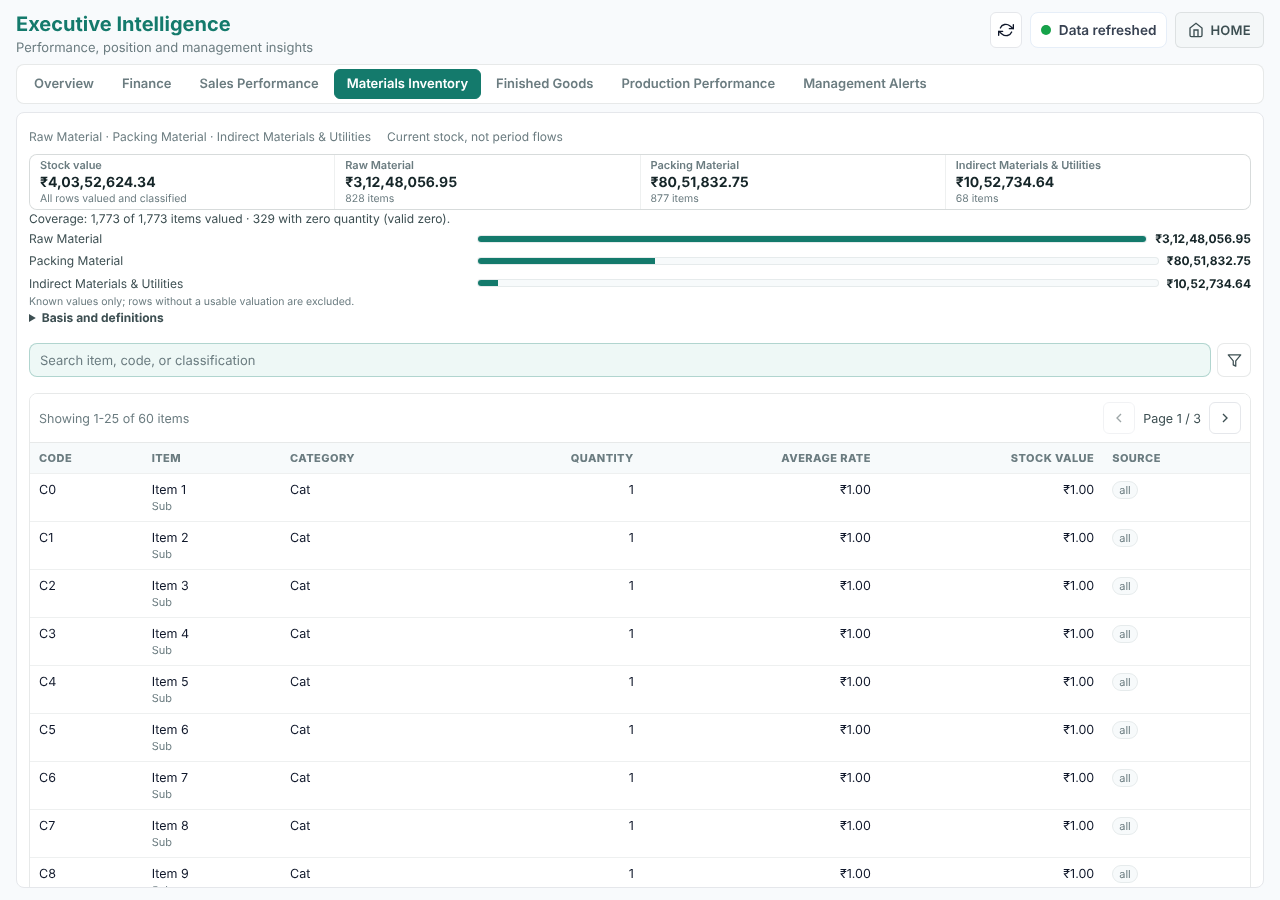 Executive Intelligence
Performance, position and management insights
Data refreshed
HOME
Overview Finance Sales Performance Materials Inventory Finished Goods Production Performance Management Alerts
Raw Material · Packing Material · Indirect Materials & Utilities Current stock, not period flows
Stock value Raw Material Packing Material Indirect Materials & Utilities
₹4,03,52,624.34 ₹3,12,48,056.95 ₹80,51,832.75 ₹10,52,734.64
All rows valued and classified 828 items 877 items 68 items
Coverage: 1,773 of 1,773 items valued · 329 with zero quantity (valid zero).
Raw Material ₹3,12,48,056.95
Packing Material ₹80,51,832.75
Indirect Materials & Utilities ₹10,52,734.64
Known values only; rows without a usable valuation are excluded.
Basis and definitions
Search item, code, or classification
Showing 1-25 of 60 items Page 1 / 3
CODE ITEM CATEGORY QUANTITY AVERAGE RATE STOCK VALUE SOURCE
C0 Item 1 Cat 1 ₹1.00 ₹1.00 all
Sub
C1 Item 2 Cat 1 ₹1.00 ₹1.00 all
Sub
C2 Item 3 Cat 1 ₹1.00 ₹1.00 all
Sub
C3 Item 4 Cat 1 ₹1.00 ₹1.00 all
Sub
C4 Item 5 Cat 1 ₹1.00 ₹1.00 all
Sub
C5 Item 6 Cat 1 ₹1.00 ₹1.00 all
Sub
C6 Item 7 Cat 1 ₹1.00 ₹1.00 all
Sub
C7 Item 8 Cat 1 ₹1.00 ₹1.00 all
Sub
C8 Item 9 Cat 1 ₹1.00 ₹1.00 all